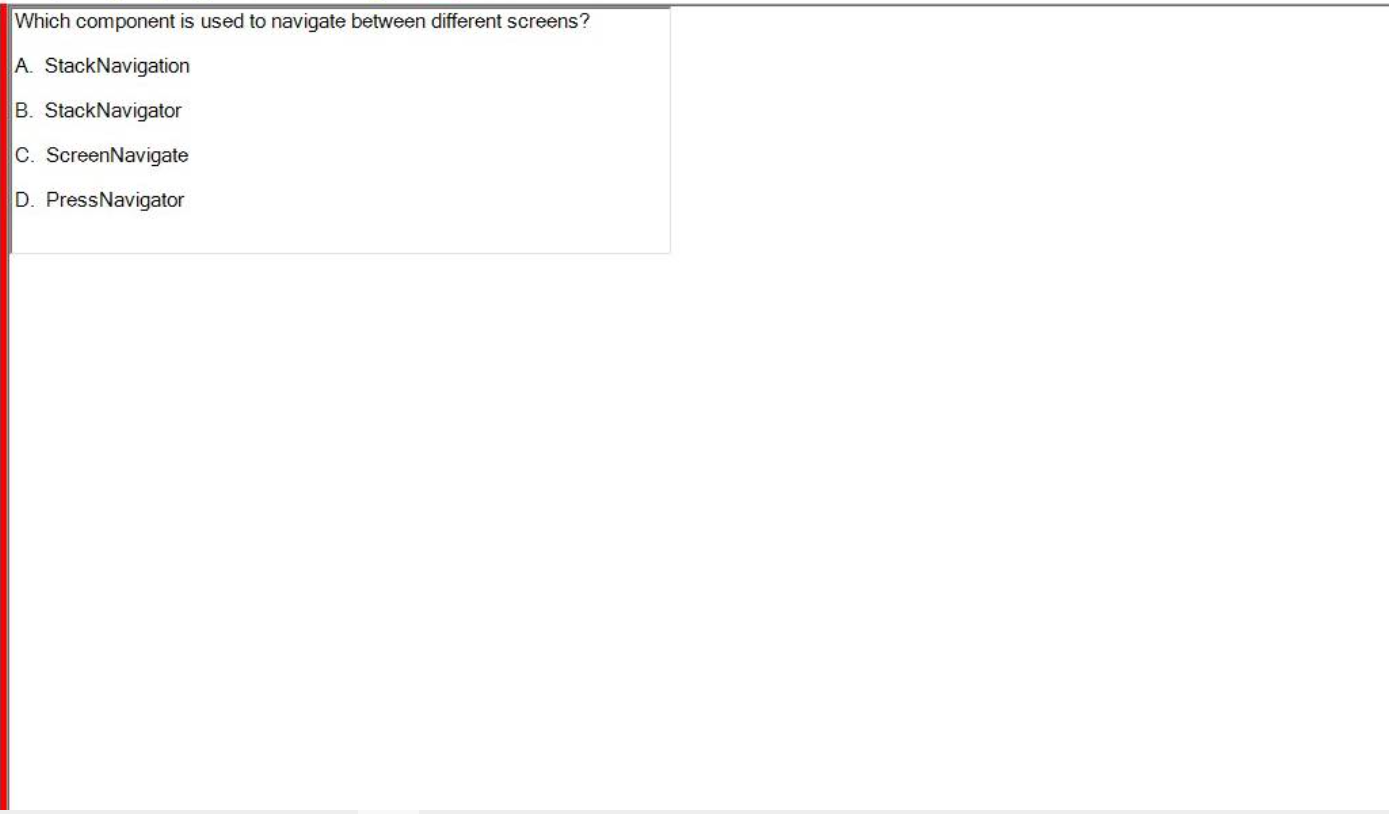 Which component is used to navigate between different screens?
A. StackNavigation
B. StackNavigator
C. ScreenNavigate
D. PressNavigator